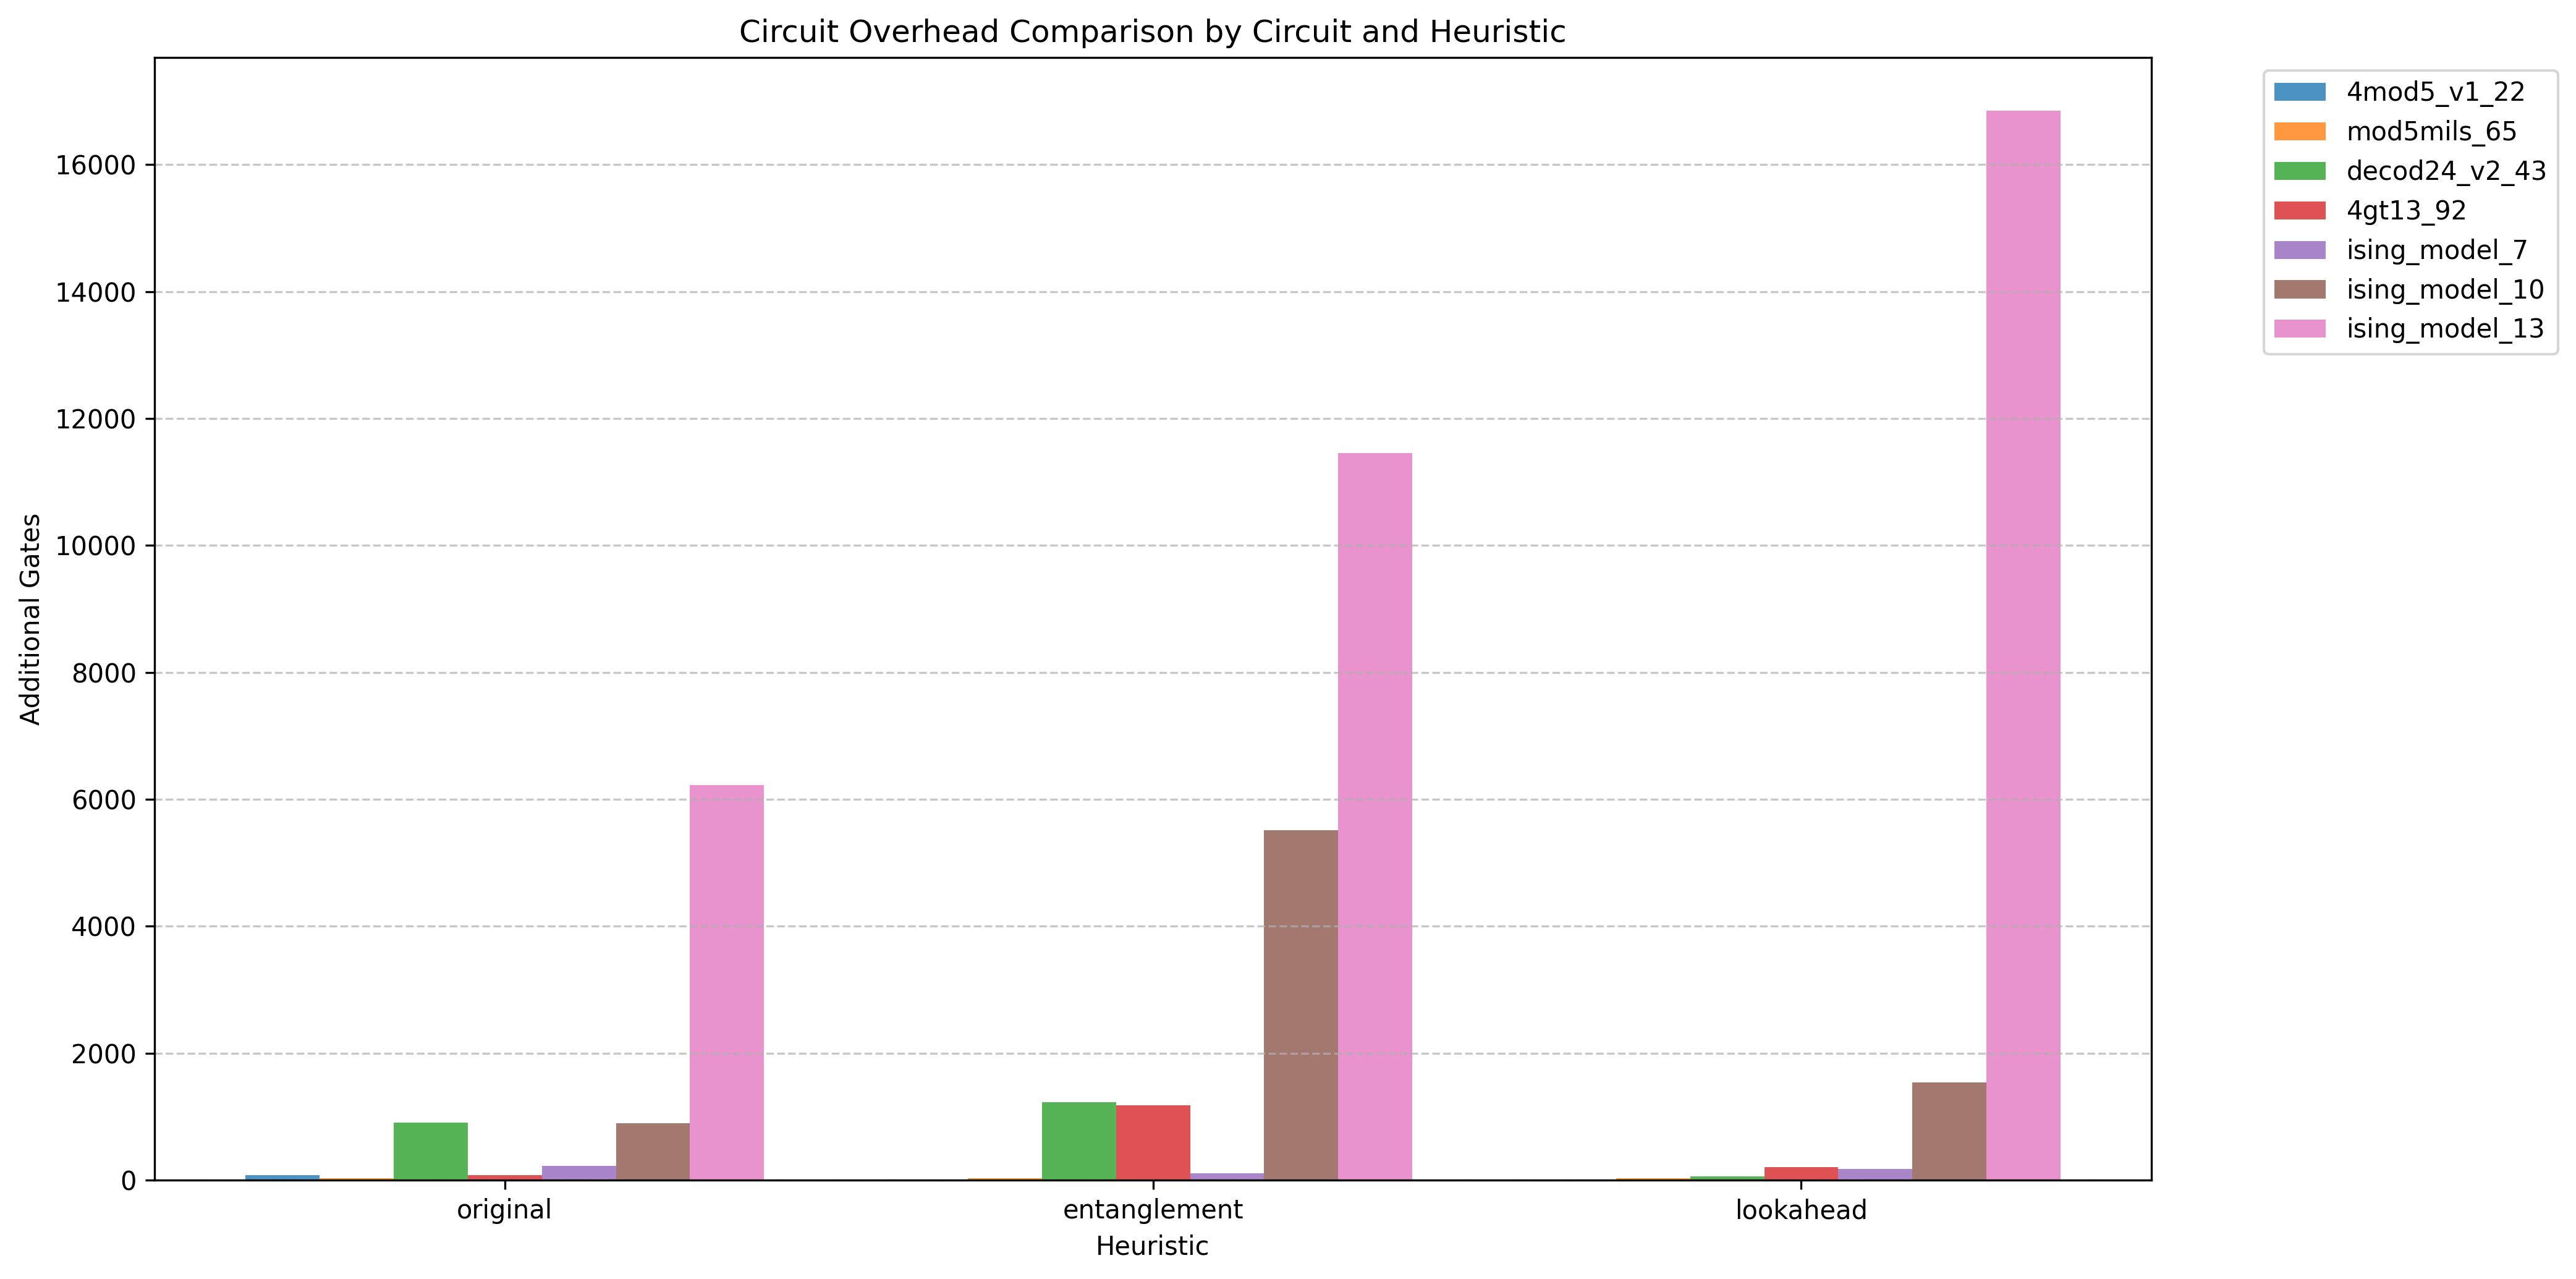 Circuit Overhead Comparison by Circuit and Heuristic
4mod5_v1_22
mod5mils_65
decod24_v2_43
4gt13_92
ising_model_7
ising_model_10
ising_model_13
Additional Gates
16000
14000
12000
10000
8000
6000
4000
2000
0
original
entanglement
lookahead
Heuristic